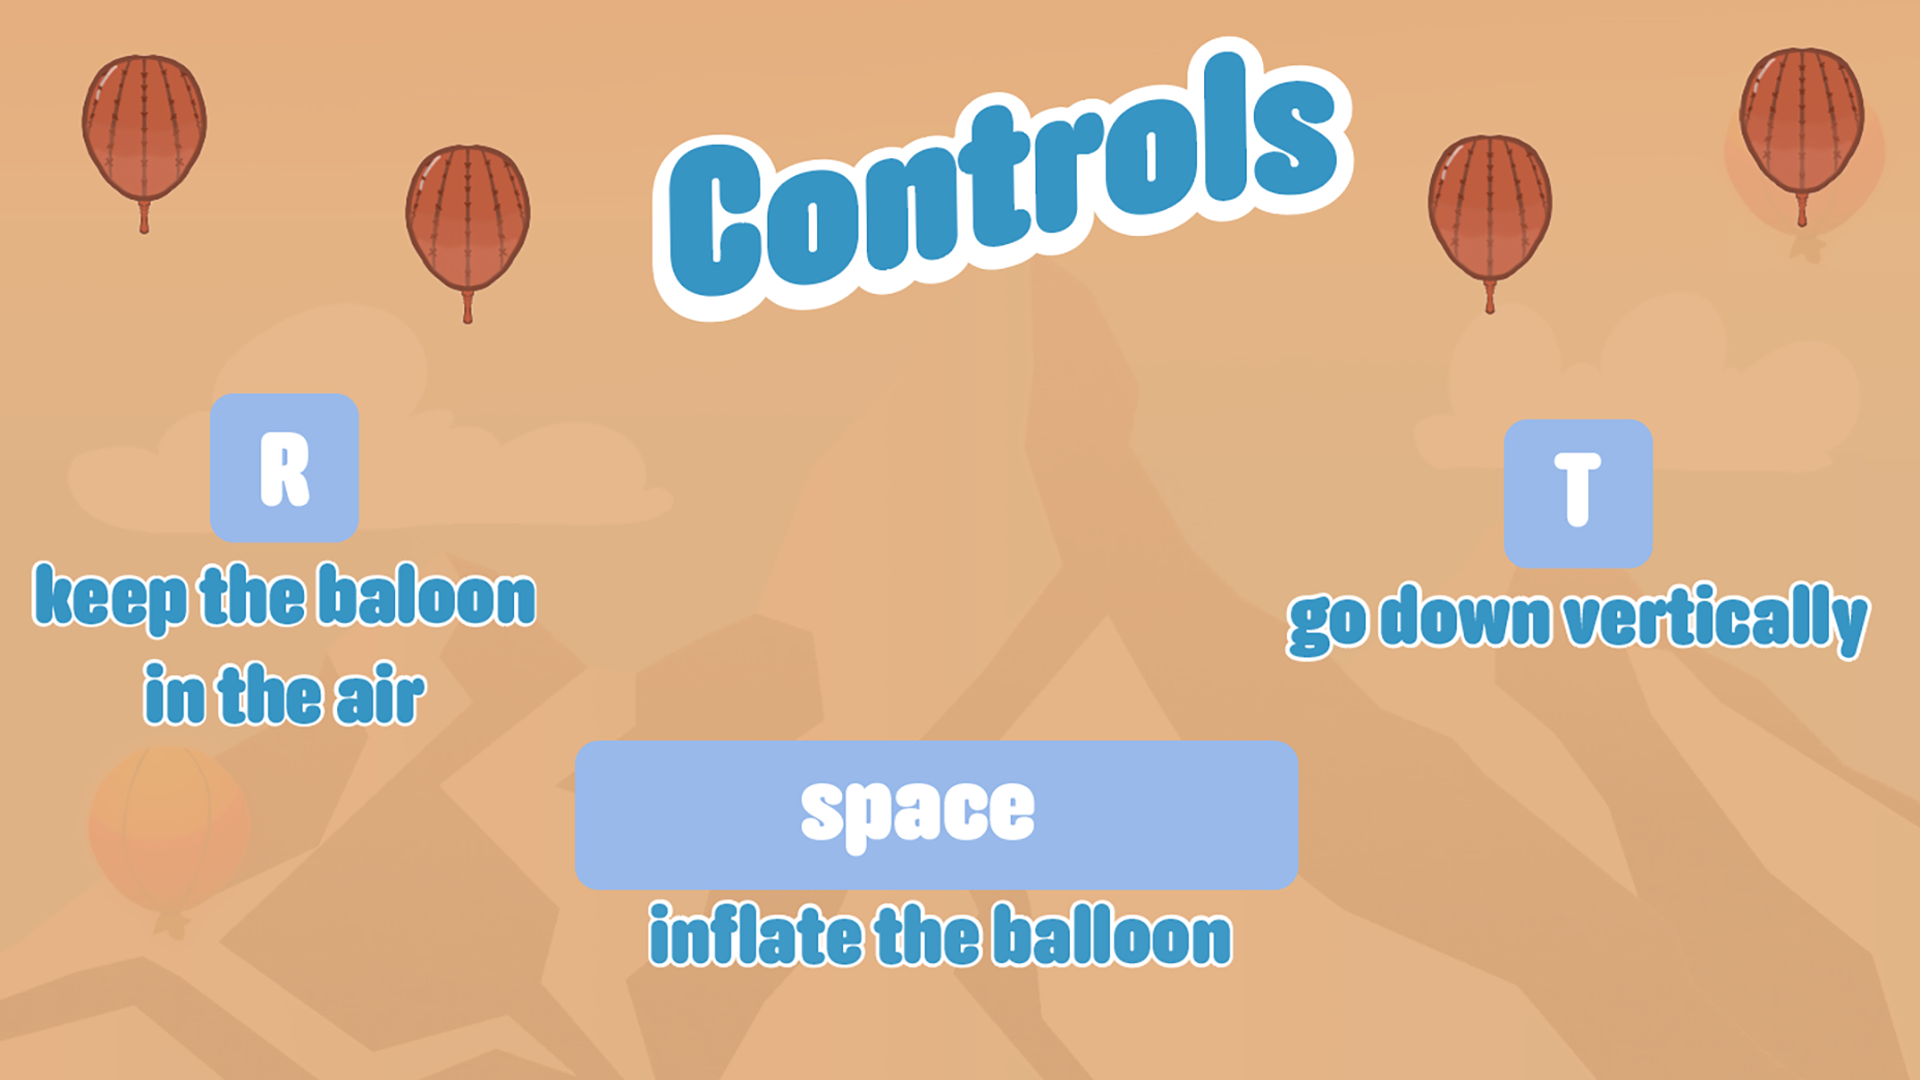 Controls
R
keep the baloon
in the air
T
go down vertically
space
inflate the balloon